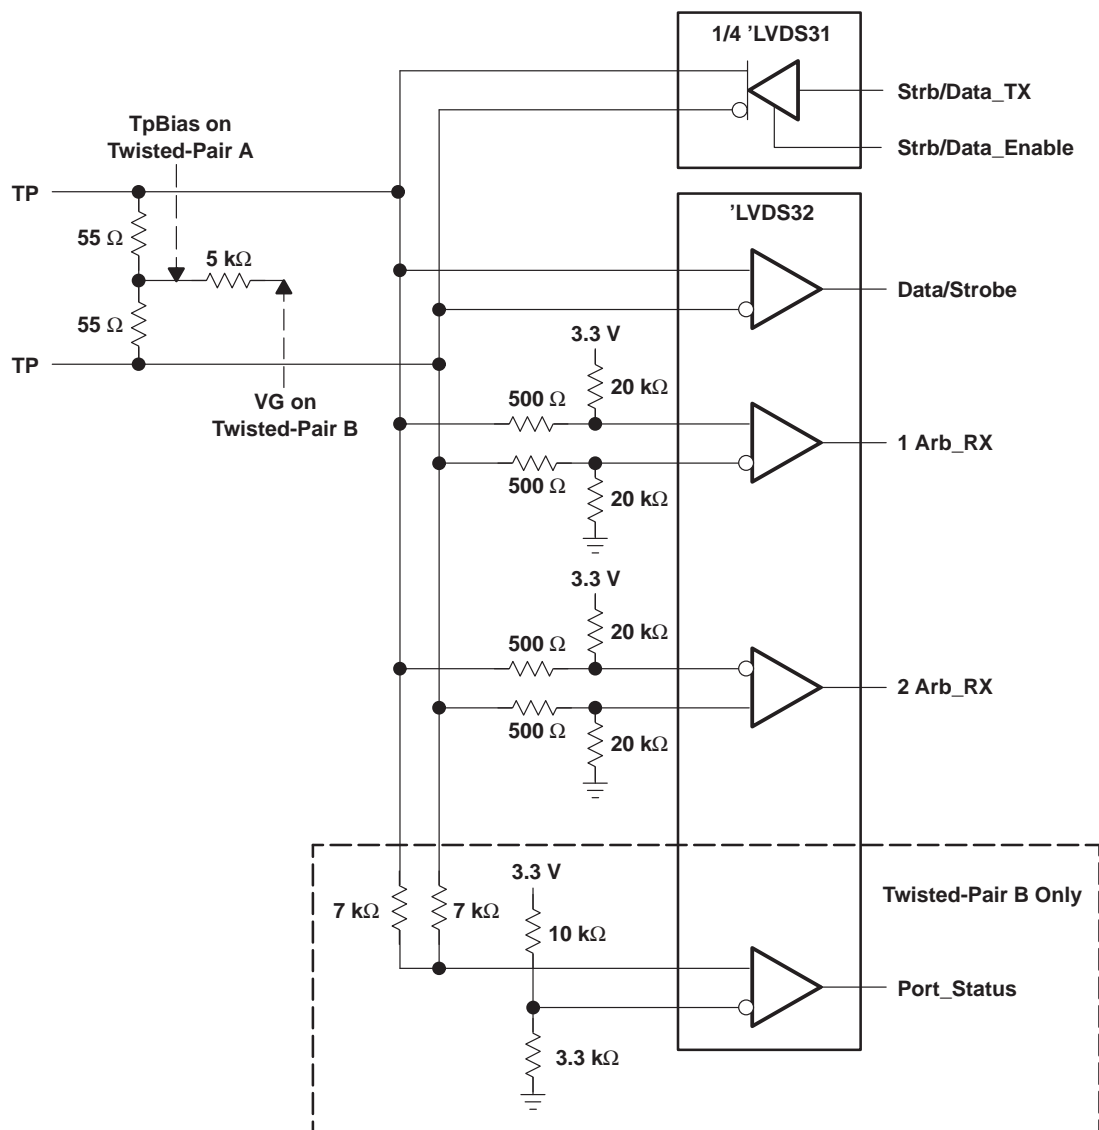 1/4 ’LVDS31
Strb/Data_TX
TpBias on
Twisted-Pair A
Strb/Data_Enable
TP
’LVDS32
55 Ω
5 kΩ
Data/Strobe
55 Ω
3.3 V
TP
20 kΩ
500 Ω
VG on
Twisted-Pair B
1 Arb_RX
500 Ω
20 kΩ
3.3 V
20 kΩ
500 Ω
2 Arb_RX
500 Ω
20 kΩ
3.3 V
Twisted-Pair B Only
7 kΩ
7 kΩ
10 kΩ
Port_Status
3.3 kΩ